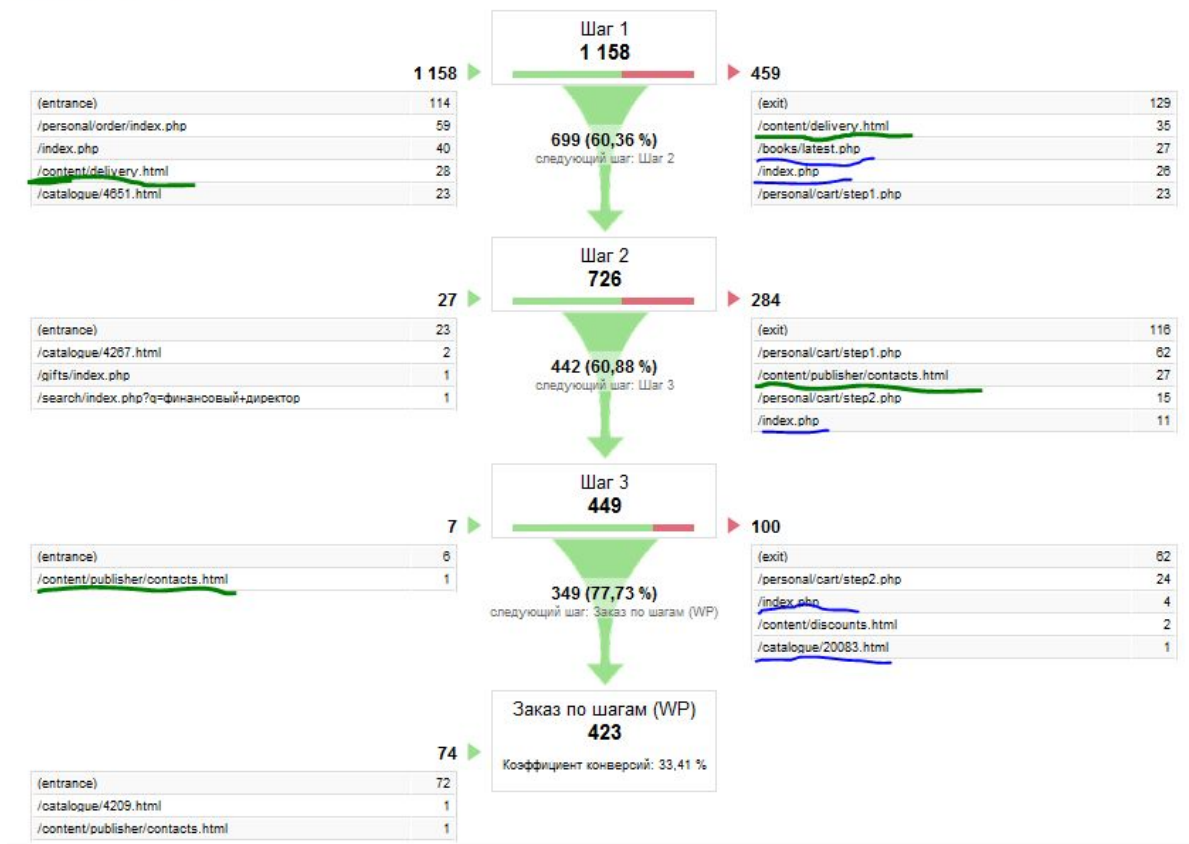 Шаг 1
1 158
1 158
459
(entrance) 114
/personal/order/index.php 59
/index.php 40
/content/delivery.html 28
/catalogue/4651.html 23
699 (60,36 %)
следующий шаг: Шаг 2
(exit) 129
/content/delivery.html 35
/books/latest.php 27
/index.php 26
/personal/cart/step1.php 23
Шаг 2
726
27
284
(entrance) 23
/catalogue/4267.html 2
/gifts/index.php 1
/search/index.php?q=финансовый+директор 1
442 (60,88 %)
следующий шаг: Шаг 3
(exit) 116
/personal/cart/step1.php 62
/content/publisher/contacts.html 27
/personal/cart/step2.php 15
/index.php 11
Шаг 3
449
7
100
(entrance) 6
/content/publisher/contacts.html 1
349 (77,73 %)
следующий шаг: Заказ по шагам (WP)
(exit) 62
/personal/cart/step2.php 24
/index.php 4
/content/discounts.html 2
/catalogue/20083.html 1
Заказ по шагам (WP)
423
Коэффициент конверсий: 33,41 %
74
(entrance) 72
/catalogue/4209.html 1
/content/publisher/contacts.html 1